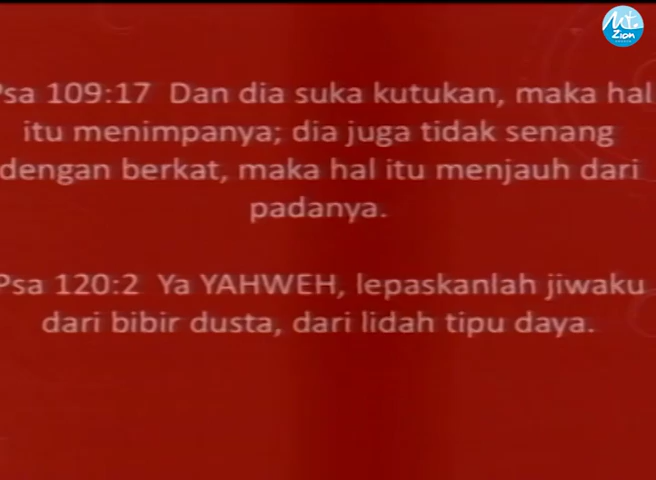 Mt. Zion
Psa 109:17 Dan dia suka kutukan, maka hal
itu menimpanya; dia juga tidak senang
dengan berkat, maka hal itu menjauh dari
padanya.
Psa 120:2 Ya YAHWEH, lepaskanlah jiwaku
dari bibir dusta, dari lidah tipu daya.